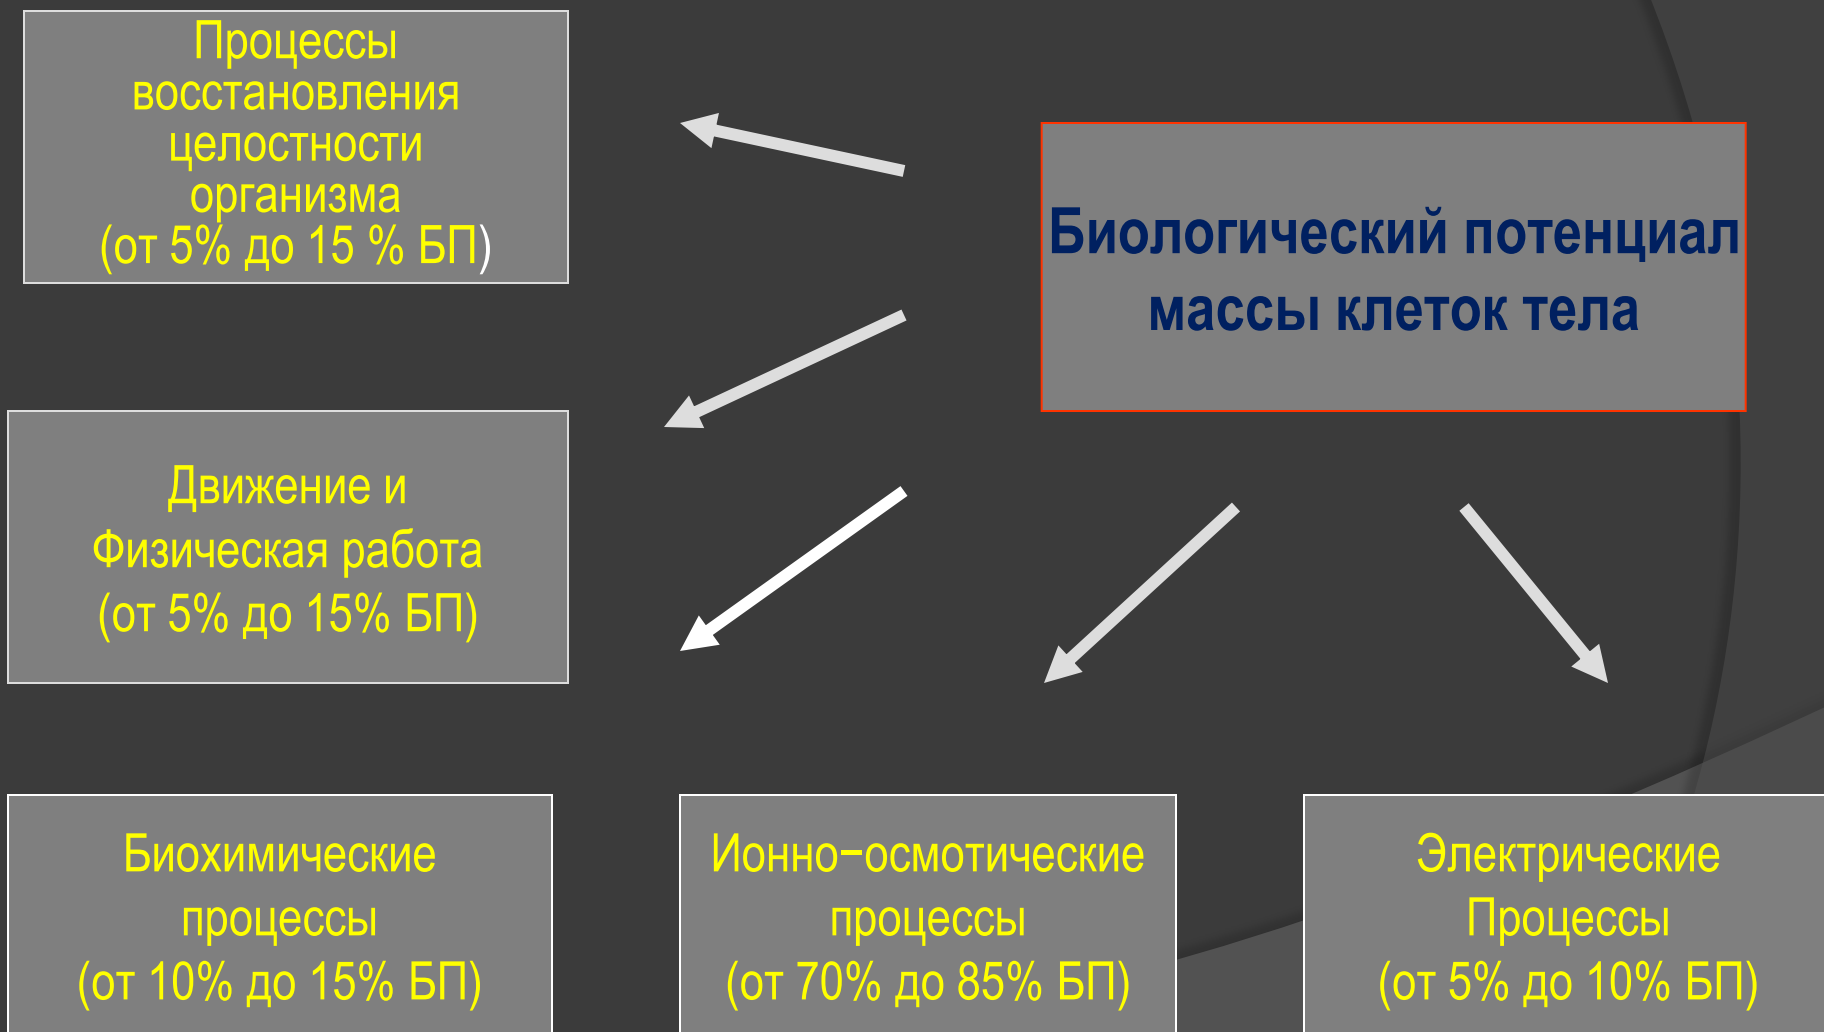 Процессы
восстановления
целостности
организма
(от 5% до 15 % БП)
Биологический потенциал
массы клеток тела
Движение и
Физическая работа
(от 5% до 15% БП)
Биохимические
процессы
(от 10% до 15% БП)
Ионно−осмотические
процессы
(от 70% до 85% БП)
Электрические
Процессы
(от 5% до 10% БП)